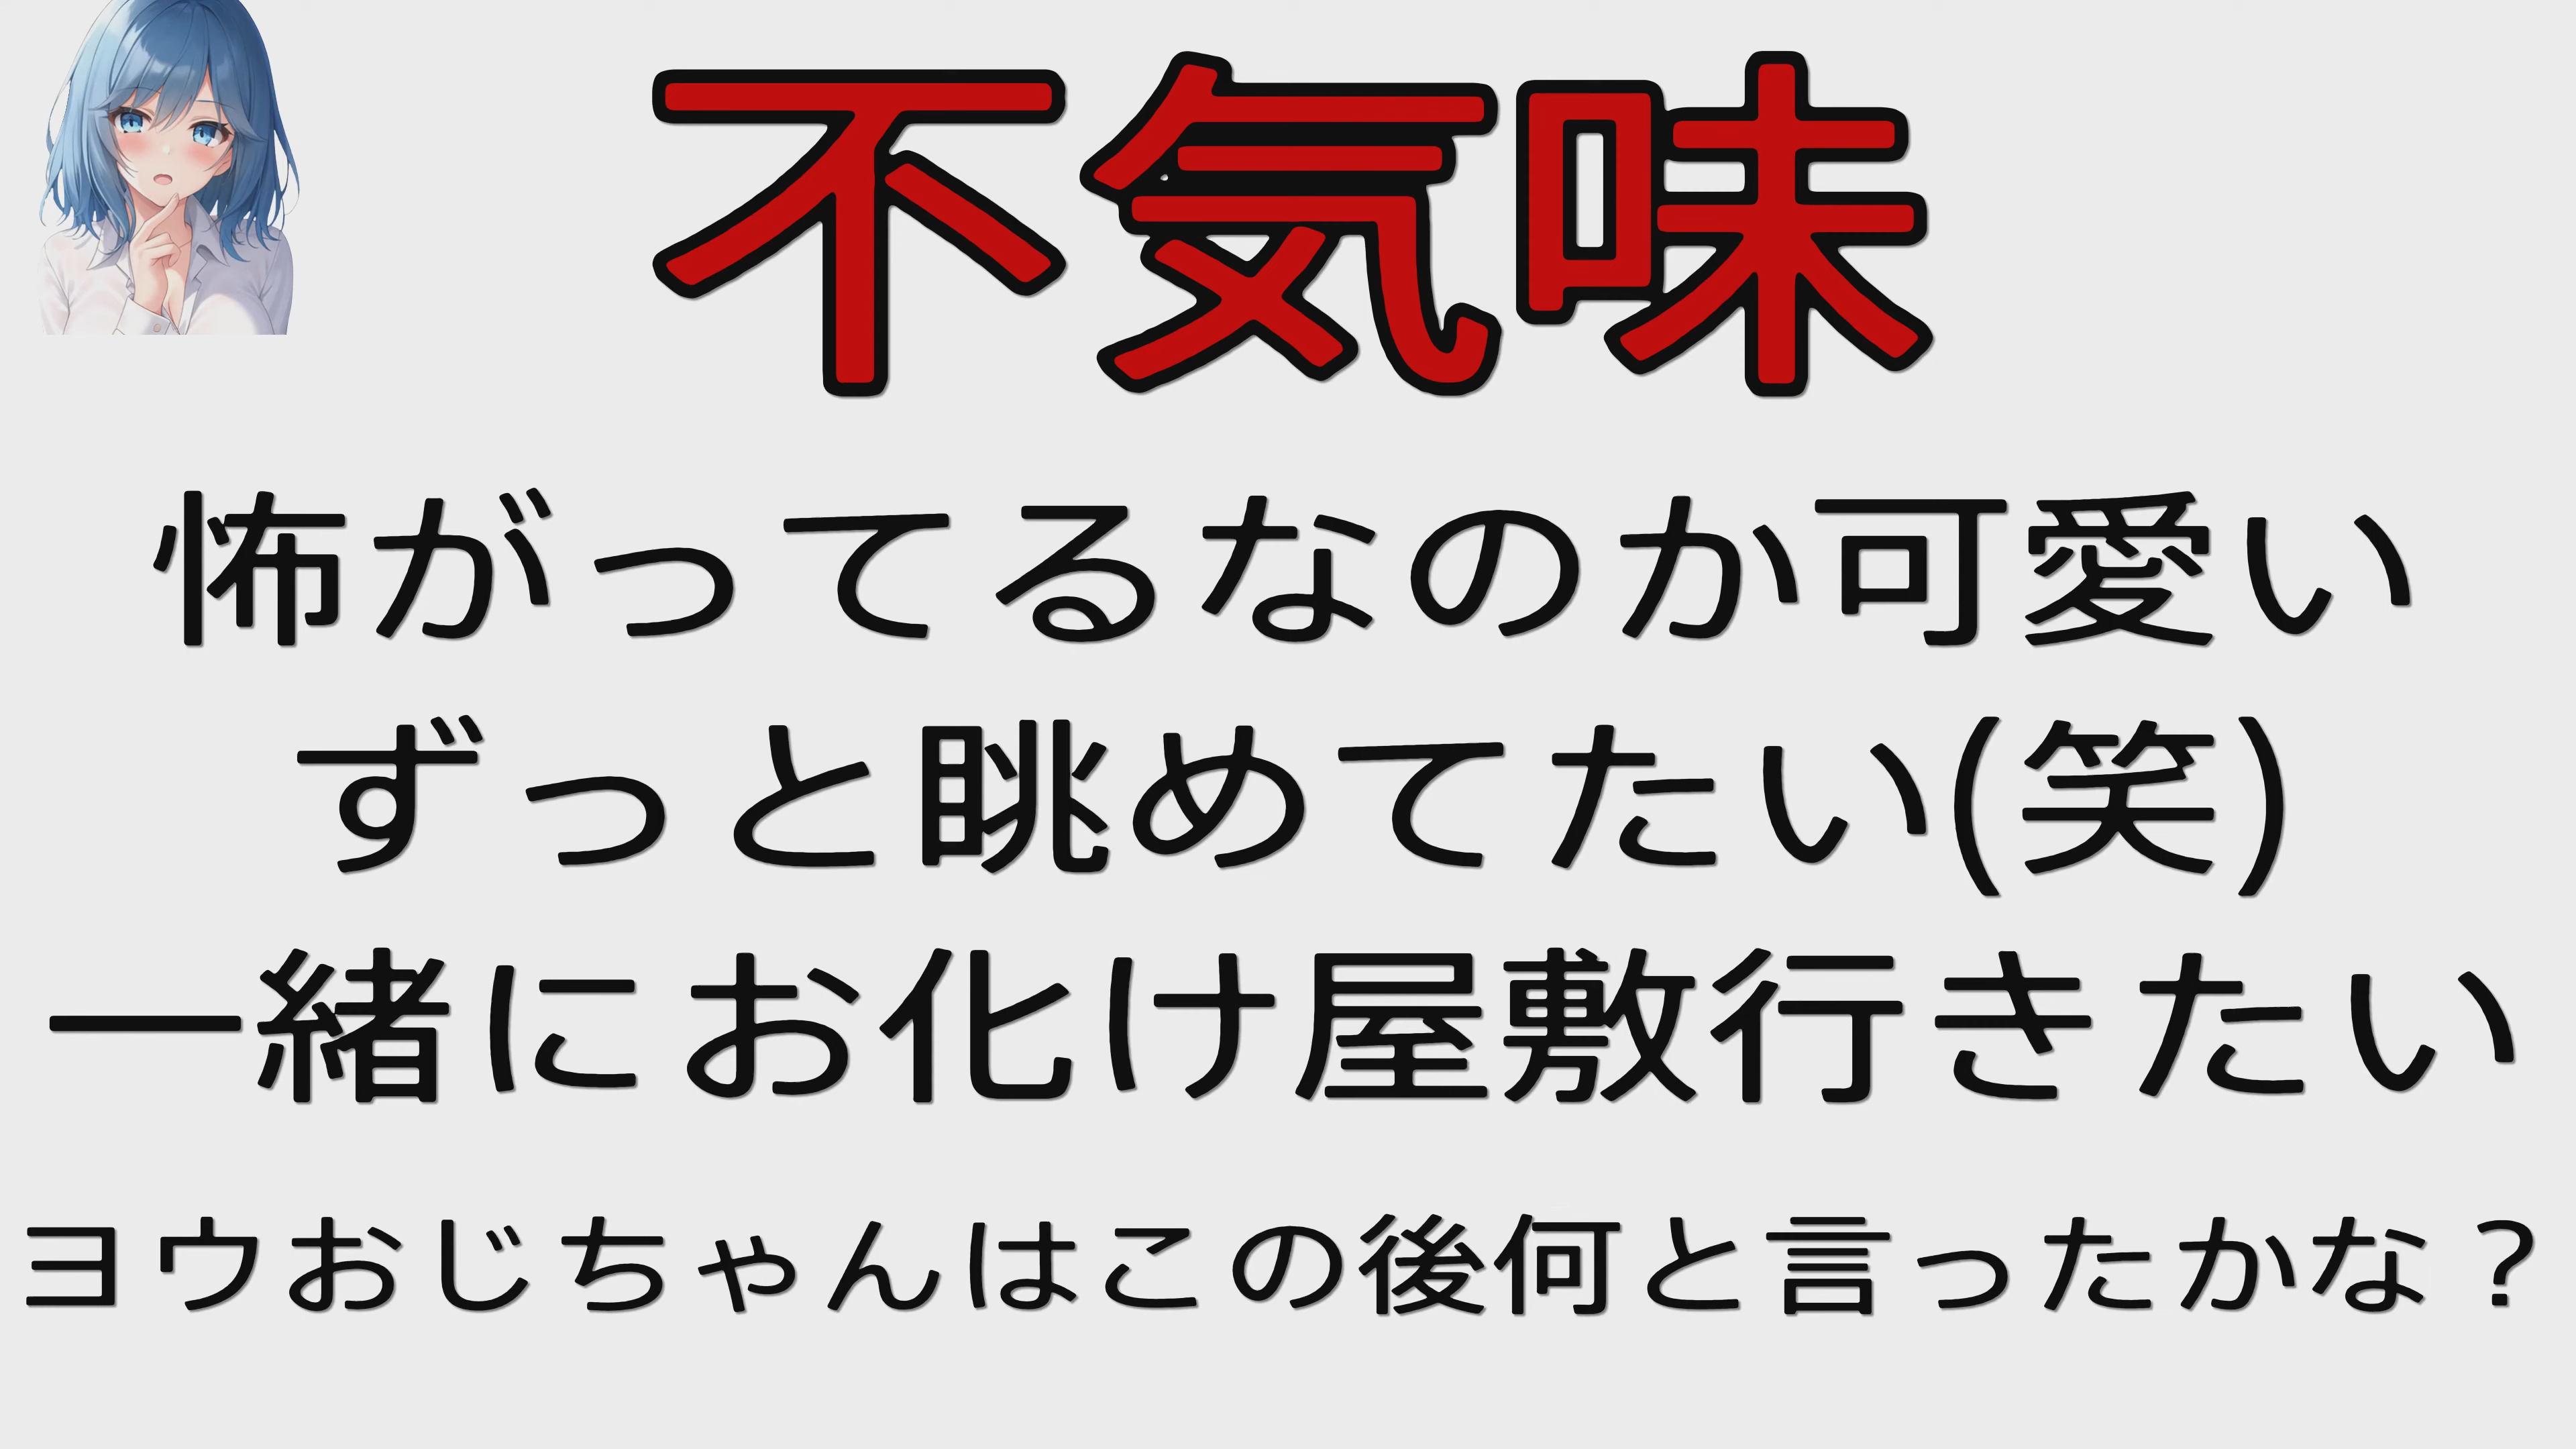 不気味
怖がってるなのか可愛い
ずっと眺めてたい(笑)
一緒にお化け屋敷行きたい
ヨウおじちゃんはこの後何と言ったかな？